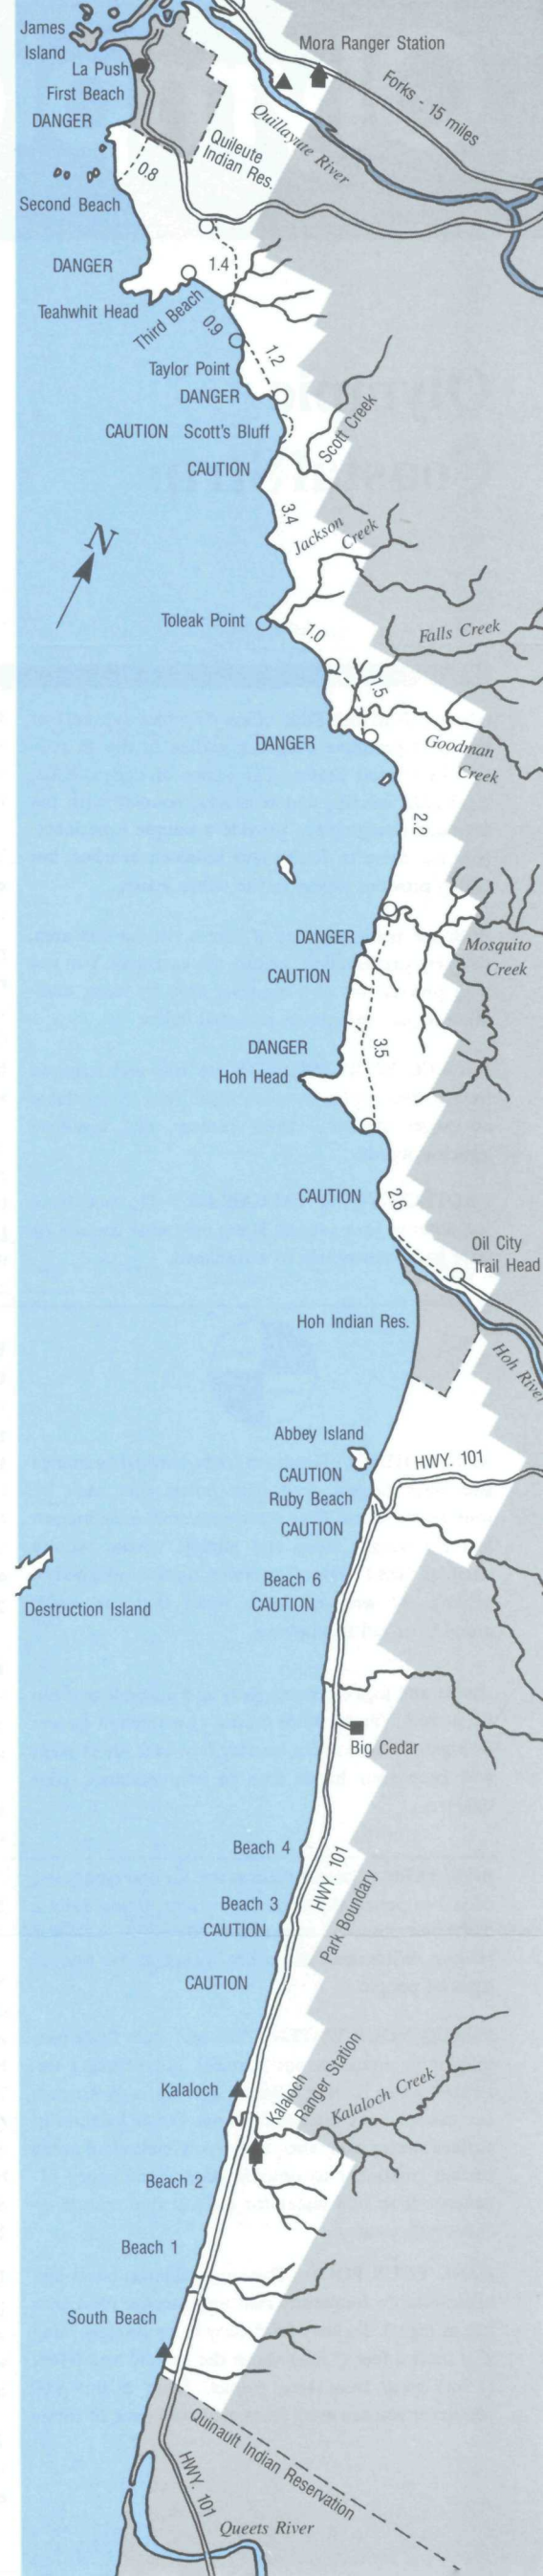 James
Island
Mora Ranger Station
La Push
First Beach
Forks - 15 miles
DANGER
Quillayute River
Quileute
Indian Res.
0.8
Second Beach
DANGER
1.4
Teahwhit Head
Third Beach
0.9
1.2
Taylor Point
DANGER
CAUTION Scott's Bluff
Scott Creek
CAUTION
3.4
Jackson
Creek
N
Toleak Point
1.0
Falls Creek
1.5
DANGER
Goodman
Creek
2.2
DANGER
Mosquito
Creek
CAUTION
DANGER
3.5
Hoh Head
CAUTION
2.6
Oil City
Trail Head
Hoh Indian Res.
Hoh River
Abbey Island
HWY. 101
CAUTION
Ruby Beach
CAUTION
Beach 6
CAUTION
Destruction Island
Big Cedar
Beach 4
HWY. 101
Beach 3
CAUTION
Park Boundary
CAUTION
Kalaloch
Kalaloch
Ranger Station
Kalaloch Creek
Beach 2
Beach 1
South Beach
Quinault Indian Reservation
HWY. 101
Queets River